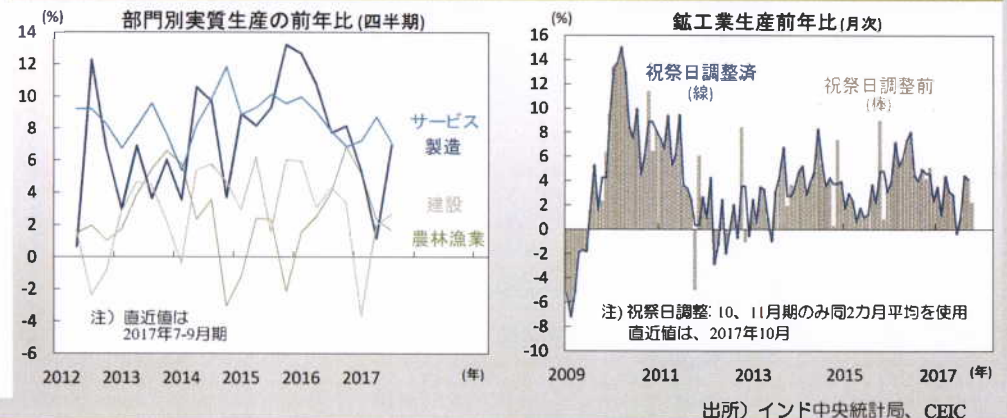 部門別実質生産の前年比 (四半期)
(%)
14
12
10
8
6
4
2
0
-2
-4
-6
サービス
製造
建設
農林漁業
注) 直近値は
2017年7-9月期
2012 2013 2014 2015 2016 2017 (年)
鉱工業生産前年比 (月次)
(%)
16
14
12
10
8
6
4
2
0
-2
-4
-6
-8
-10
祝祭日調整済
(線)
祝祭日調整前
(棒)
注) 祝祭日調整: 10、11月期のみ同2カ月平均を使用
直近値は、2017年10月
2009 2011 2013 2015 2017 (年)
出所) インド中央統計局、CEIC